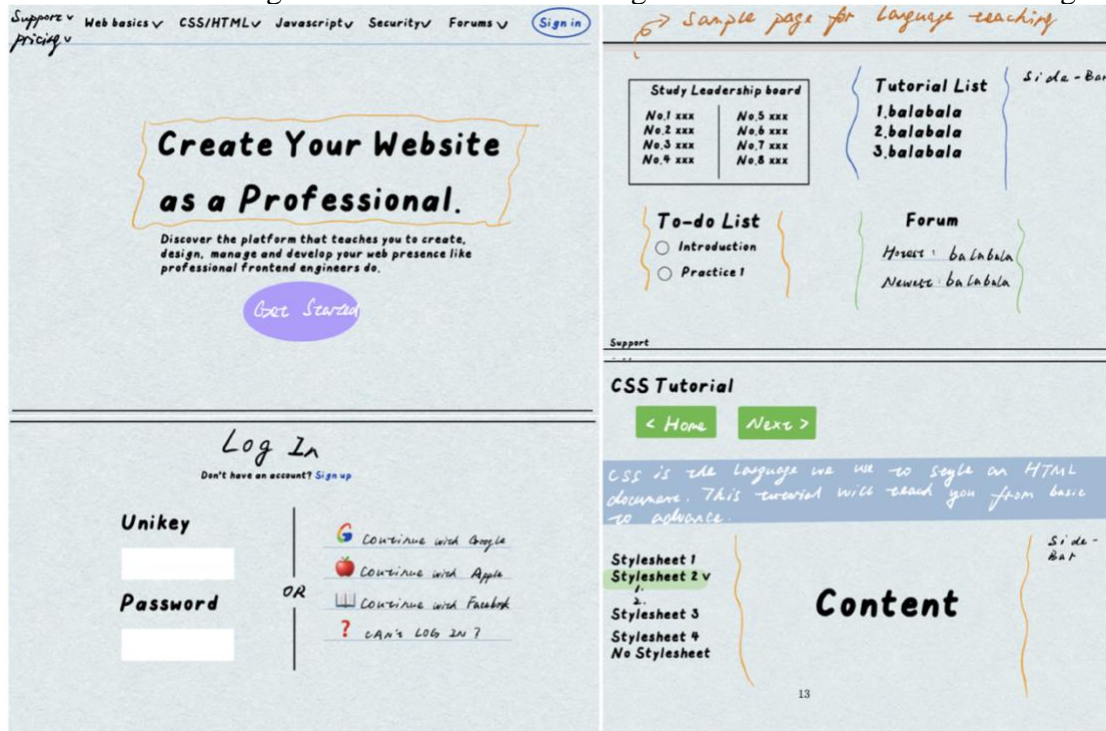 Support v Web basics v CSS/HTML v Javascript v Security v Forums v Sign in
pricing v
Create Your Website
as a Professional.
Discover the platform that teaches you to create,
design, manage and develop your web presence like
professional frontend engineers do.
Get Started
Log In
Don't have an account? Sign up
Unikey
Password
OR
Continue with Google
Continue with Apple
Continue with Facebook
? CAN'T LOG IN ?
Sample page for language teaching
Study Leadership board
No.1 xxx No.5 xxx
No.2 xxx No.6 xxx
No.3 xxx No.7 xxx
No.4 xxx No.8 xxx
Tutorial List
1.balabala
2.balabala
3.balabala
Side-Bar
To-do List
Introduction
Practice 1
Forum
Hotest : balabala
Newest : balabala
Support
CSS Tutorial
< Home Next >
CSS is the language we use to style an HTML
document. This tutorial will teach you from basic
to advance.
Stylesheet 1
Stylesheet 2 v
1.
2.
Stylesheet 3
Stylesheet 4
No Stylesheet
Content
Side-
Bar
13